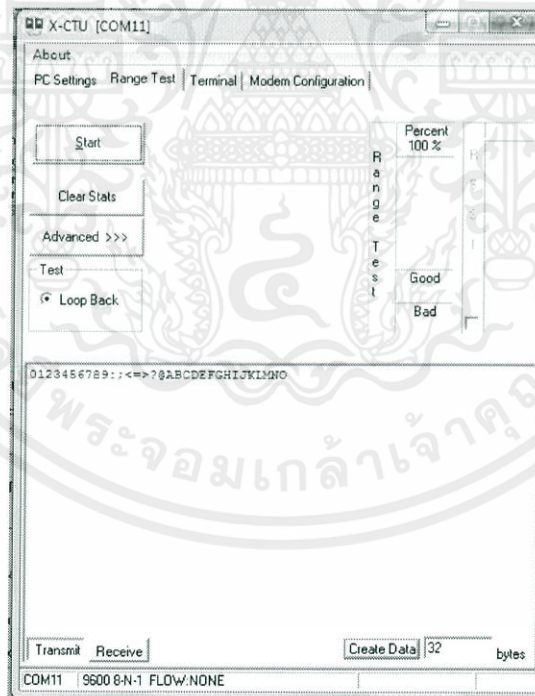 X-CTU [COM11]
About
PC Settings Range Test Terminal Modem Configuration
Start
Clear Stats
Advanced >>>
Test
Loop Back
Range Test
Percent
100 %
Good
Bad
0123456789:;<=>?@ABCDEFGHIJKLMNO
พระจอมเกล้าเจ้าคุณ
Transmit Receive
Create Data 32 bytes
COM11 9600 8-N-1 FLOW:NONE